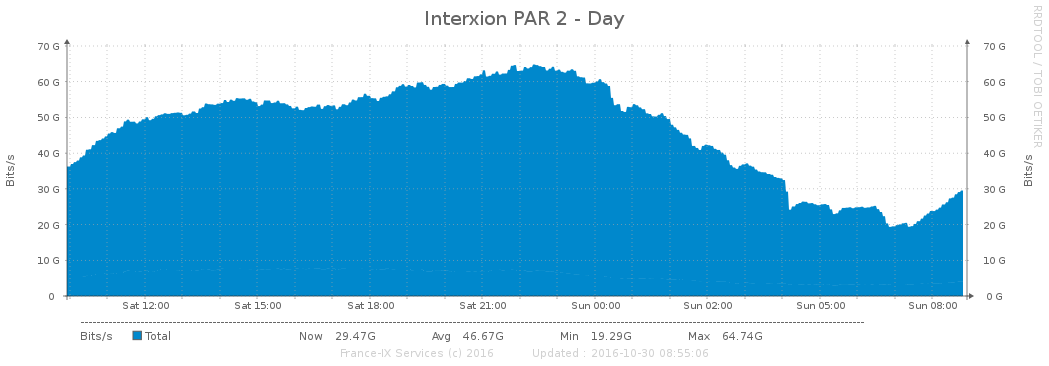 Interxion PAR 2 - Day
RRDTOOL / TOBI OETIKER
Bits/s
70 G 70 G
60 G 60 G
50 G 50 G
40 G 40 G
30 G 30 G
20 G 20 G
10 G 10 G
0 0 G
Bits/s
Sat 12:00 Sat 15:00 Sat 18:00 Sat 21:00 Sun 00:00 Sun 02:00 Sun 05:00 Sun 08:00
Bits/s Total Now 29.47G Avg 46.67G Min 19.29G Max 64.74G
France-IX Services (c) 2016 Updated : 2016-10-30 08:55:06